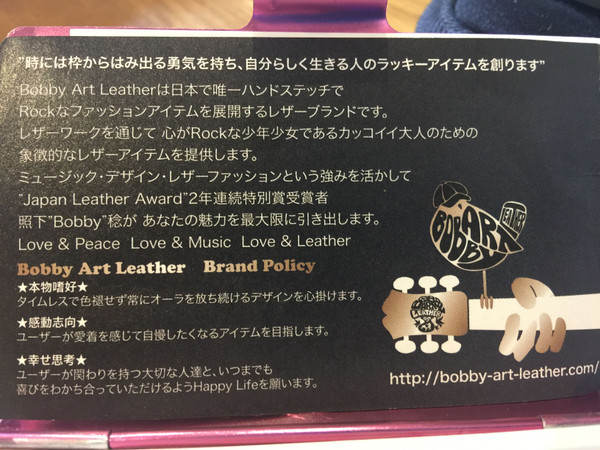 "時には枠からはみ出る勇気を持ち、自分らしく生きる人のラッキーアイテムを創ります"
Bobby Art Leatherは日本で唯一ハンドステッチで
Rockなファッションアイテムを展開するレザーブランドです。
レザーワークを通じて 心がRockな少年少女であるカッコイイ大人のための
象徴的なレザーアイテムを提供します。
ミュージック・デザイン・レザーファッションという強みを活かして
"Japan Leather Award"2年連続特別賞受賞者
照下"Bobby"稔が あなたの魅力を最大限に引き出します。
Love & Peace Love & Music Love & Leather
Bobby Art Leather Brand Policy
★本物嗜好★
タイムレスで色褪せず常にオーラを放ち続けるデザインを心掛けます。
★感動志向★
ユーザーが愛着を感じて自慢したくなるアイテムを目指します。
★幸せ思考★
ユーザーが関わりを持つ大切な人達と、いつまでも
喜びをわかち合っていただけるようHappy Lifeを願います。
BOBBY
ART
LEATHER
http://bobby-art-leather.com/